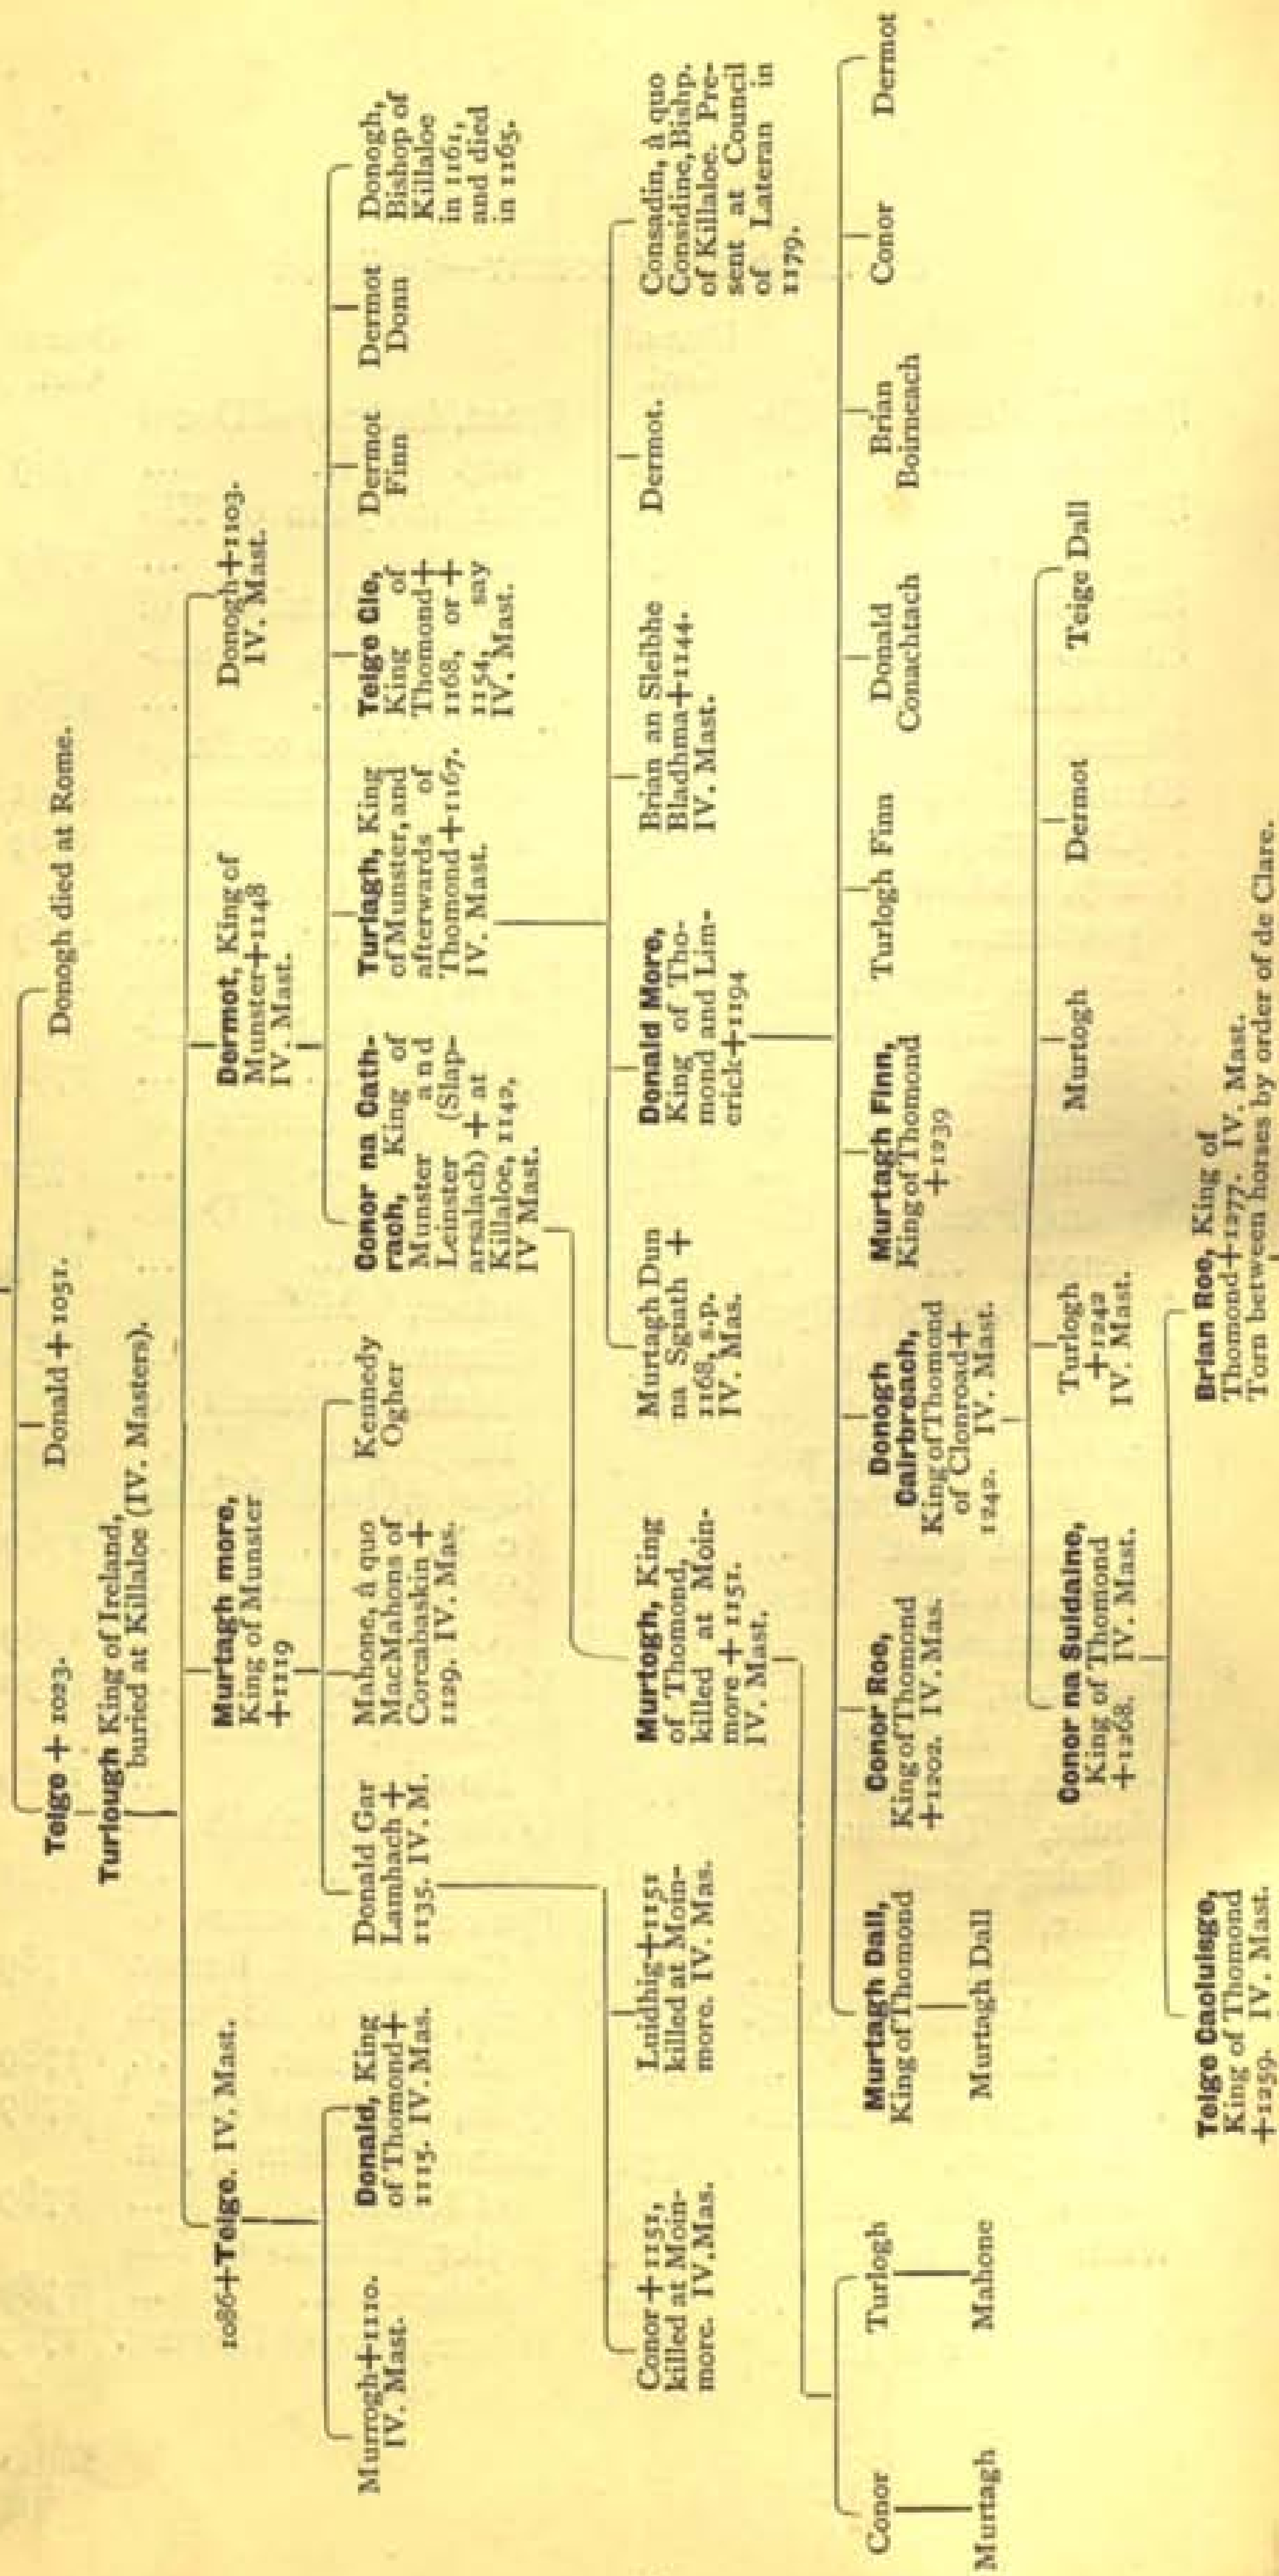 Teige + 1023.
Donald + 1051.
Donogh died at Rome.
Turlough King of Ireland,
buried at Killaloe (IV. Masters).
1086+Teige. IV. Mast.
Murtagh more,
King of Munster
+1119
Dermot, King of
Munster+1148
IV. Mast.
Donogh+1103.
IV. Mast.
Murrogh+1110.
IV. Mast.
Donald, King
of Thomond+
1115. IV. Mas.
Donald Gar
Lamhach +
1135. IV. M.
Mahone, à quo
MacMahons of
Corcabaskin +
1129. IV. Mas.
Kennedy
Ogher
Conor na Cath-
rach, King of
Munster and
Leinster (Slap-
arsalach) + at
Killaloe, 1142,
IV Mast.
Turlagh, King
of Munster, and
afterwards of
Thomond+1167.
IV. Mast.
Teige Gle,
King of
Thomond+
1168, or +
1154, say
IV. Mast.
Dermot
Finn
Dermot
Donn
Donogh,
Bishop of
Killaloe
in 1161,
and died
in 1165.
Conor + 1151,
killed at Moin-
more. IV.Mas.
Luidhig+1151
killed at Moin-
more. IV. Mas.
Murtogh, King
of Thomond,
killed at Moin-
more + 1151.
IV. Mast.
Murtagh Dun
na Sgiath +
1168, s.p.
IV. Mas.
Donald More,
King of Tho-
mond and Lim-
erick+1194
Brian an Sleibhe
Bladhma+1144.
IV. Mast.
Dermot.
Consadin, à quo
Considine, Bishp.
of Killaloe. Pre-
sent at Council
of Lateran in
1179.
Conor
Turlogh
Murtagh Dall,
King of Thomond
Conor Roe,
King of Thomond
+1202. IV. Mas.
Donogh
Cairbreach,
King of Thomond
of Clonroad+
1242. IV. Mast.
Murtagh Finn,
King of Thomond
+1239
Turlogh Finn
Donald
Conachtach
Brian
Boirneach
Conor
Dermot
Murtagh
Mahone
Murtagh Dall
Conor na Suidaine,
King of Thomond
+1268. IV. Mast.
Turlogh
+1242
IV. Mast.
Murtogh
Dermot
Teige Dall
Teige Caoluisge,
King of Thomond
+1259. IV. Mast.
Brian Roe, King of
Thomond+1277. IV. Mast.
Torn between horses by order of de Clare.